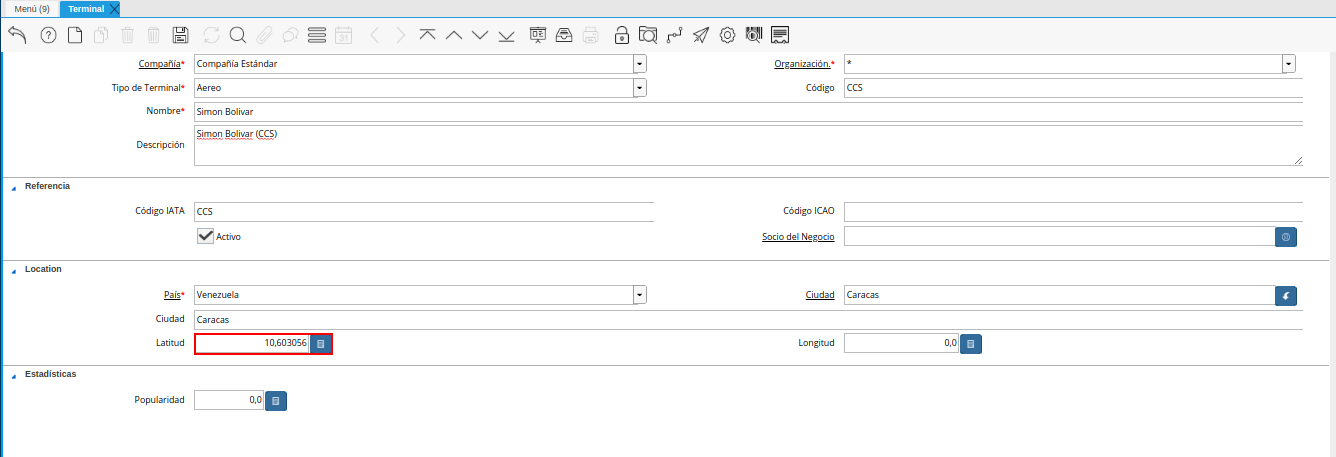 Menú (9) Terminal
31
Compañía* Compañía Estándar Organización.* *
Tipo de Terminal* Aereo Código CCS
Nombre* Simon Bolivar
Descripción Simon Bolivar (CCS)
Referencia
Código IATA CCS Código ICAO
Activo Socio del Negocio
Location
País* Venezuela Ciudad Caracas
Ciudad Caracas
Latitud 10,603056 Longitud 0,0
Estadísticas
Popularidad 0,0